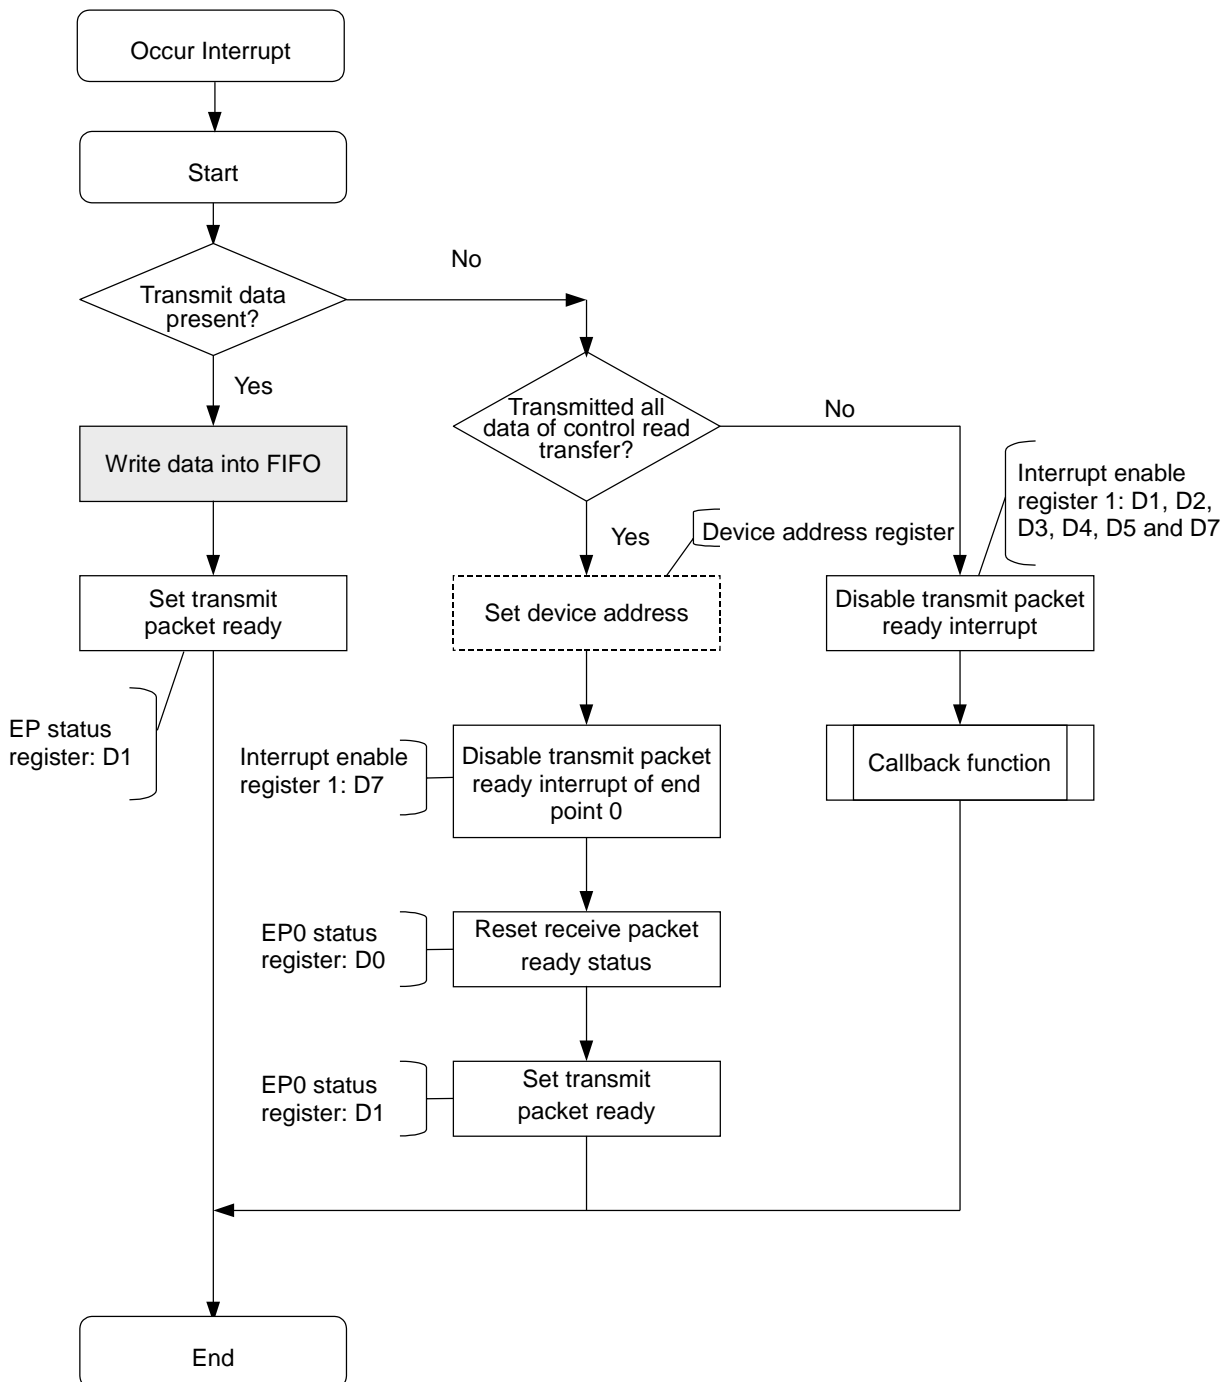 Occur Interrupt
Start
No
Transmit data
present?
Yes
Transmitted all
data of control read
transfer?
No
Write data into FIFO
Interrupt enable
register 1: D1, D2,
D3, D4, D5 and D7
Yes
Device address register
Set transmit
packet ready
Set device address
Disable transmit packet
ready interrupt
EP status
register: D1
Interrupt enable
register 1: D7
Disable transmit packet
ready interrupt of end
point 0
Callback function
EP0 status
register: D0
Reset receive packet
ready status
EP0 status
register: D1
Set transmit
packet ready
End